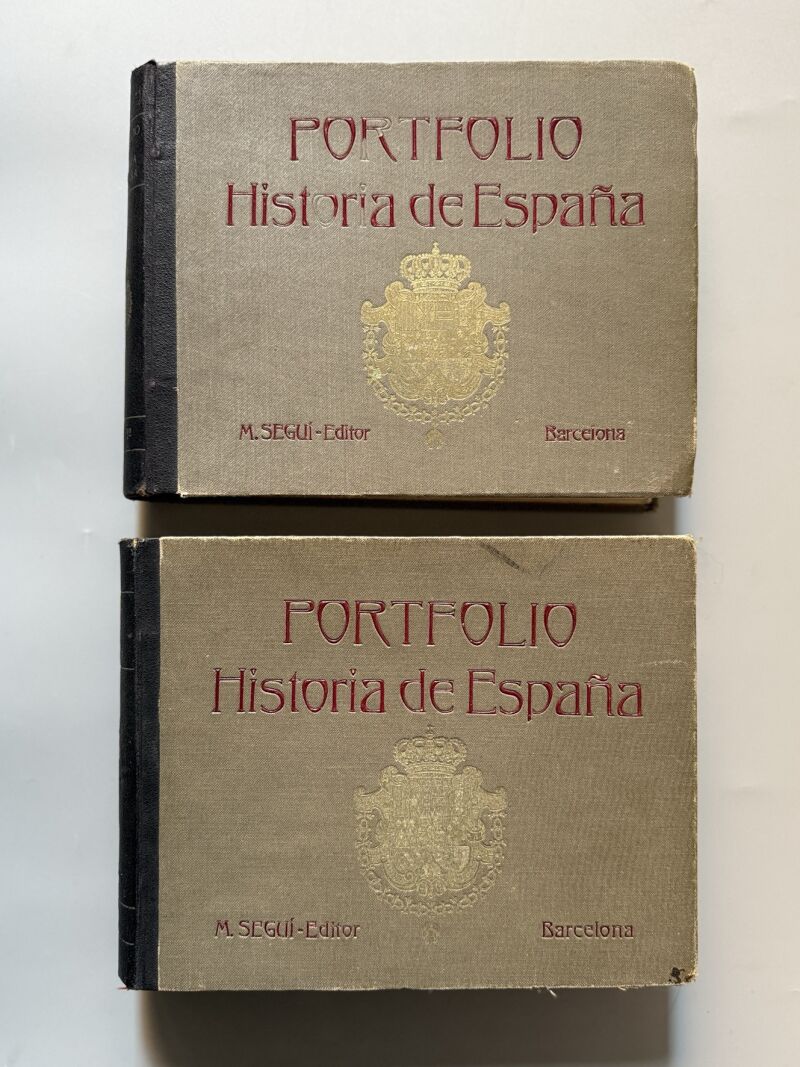 PORTFOLIO
Historia de España
M. SEGUÍ-Editor Barcelona
PORTFOLIO
Historia de España
M. SEGUÍ-Editor Barcelona